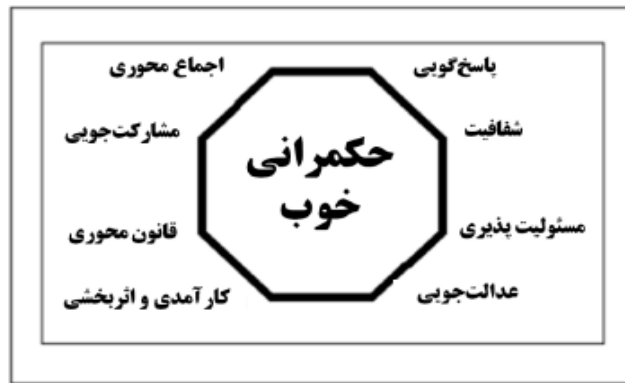 پاسخ‌گویی
اجماع محوری
شفافیت
مشارکت‌جویی
حکمرانی
خوب
مسئولیت پذیری
قانون محوری
عدالت‌جویی
کارآمدی و اثربخشی